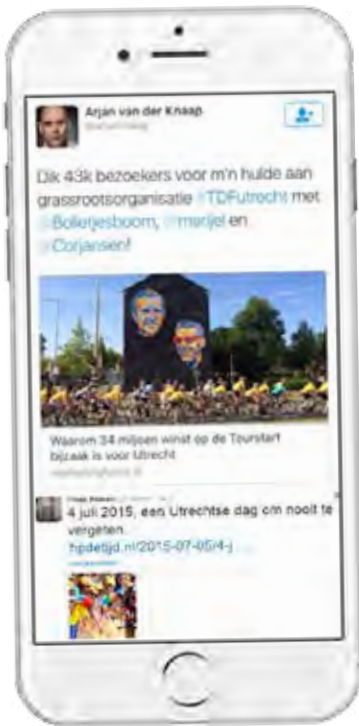 Arjan van der Knaap
Dik 43k bezoekers voor m'n hulde aan
grassrootsorganisatie #TDFutrecht met
@Bollerjesboom, @marijel en
@Corjansen!
Waarom 34 miljoen winst op de Tourstart
bijzaak is voor Utrecht
4 juli 2015, een Utrechtse dag om nooit te
vergeten.
hpdetijd.nl/2015-07-05/4-j